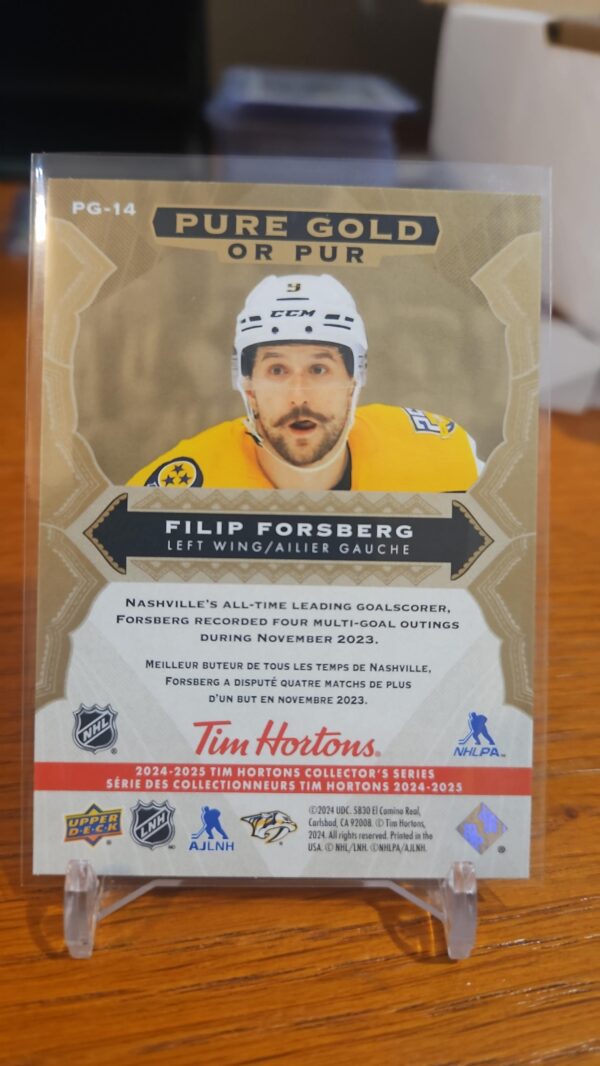 PG-14
PURE GOLD
OR PUR
9
CCM
FILIP FORSBERG
LEFT WING/AILIER GAUCHE
NASHVILLE'S ALL-TIME LEADING GOALSCORER,
FORSBERG RECORDED FOUR MULTI-GOAL OUTINGS
DURING NOVEMBER 2023.
MEILLEUR BUTEUR DE TOUS LES TEMPS DE NASHVILLE,
FORSBERG A DISPUTÉ QUATRE MATCHS DE PLUS
D'UN BUT EN NOVEMBRE 2023.
NHL
Tim Hortons
NHLPA
2024-2025 TIM HORTONS COLLECTOR'S SERIES
SÉRIE DES COLLECTIONNEURS TIM HORTONS 2024-2025
UPPER DECK
LNH
AJLNH
©2024 UDC. 5830 El Camino Real,
Carlsbad, CA 92008. © Tim Hortons,
2024. All rights reserved. Printed in the
USA. © NHL/LNH. ©NHLPA/AJLNH.